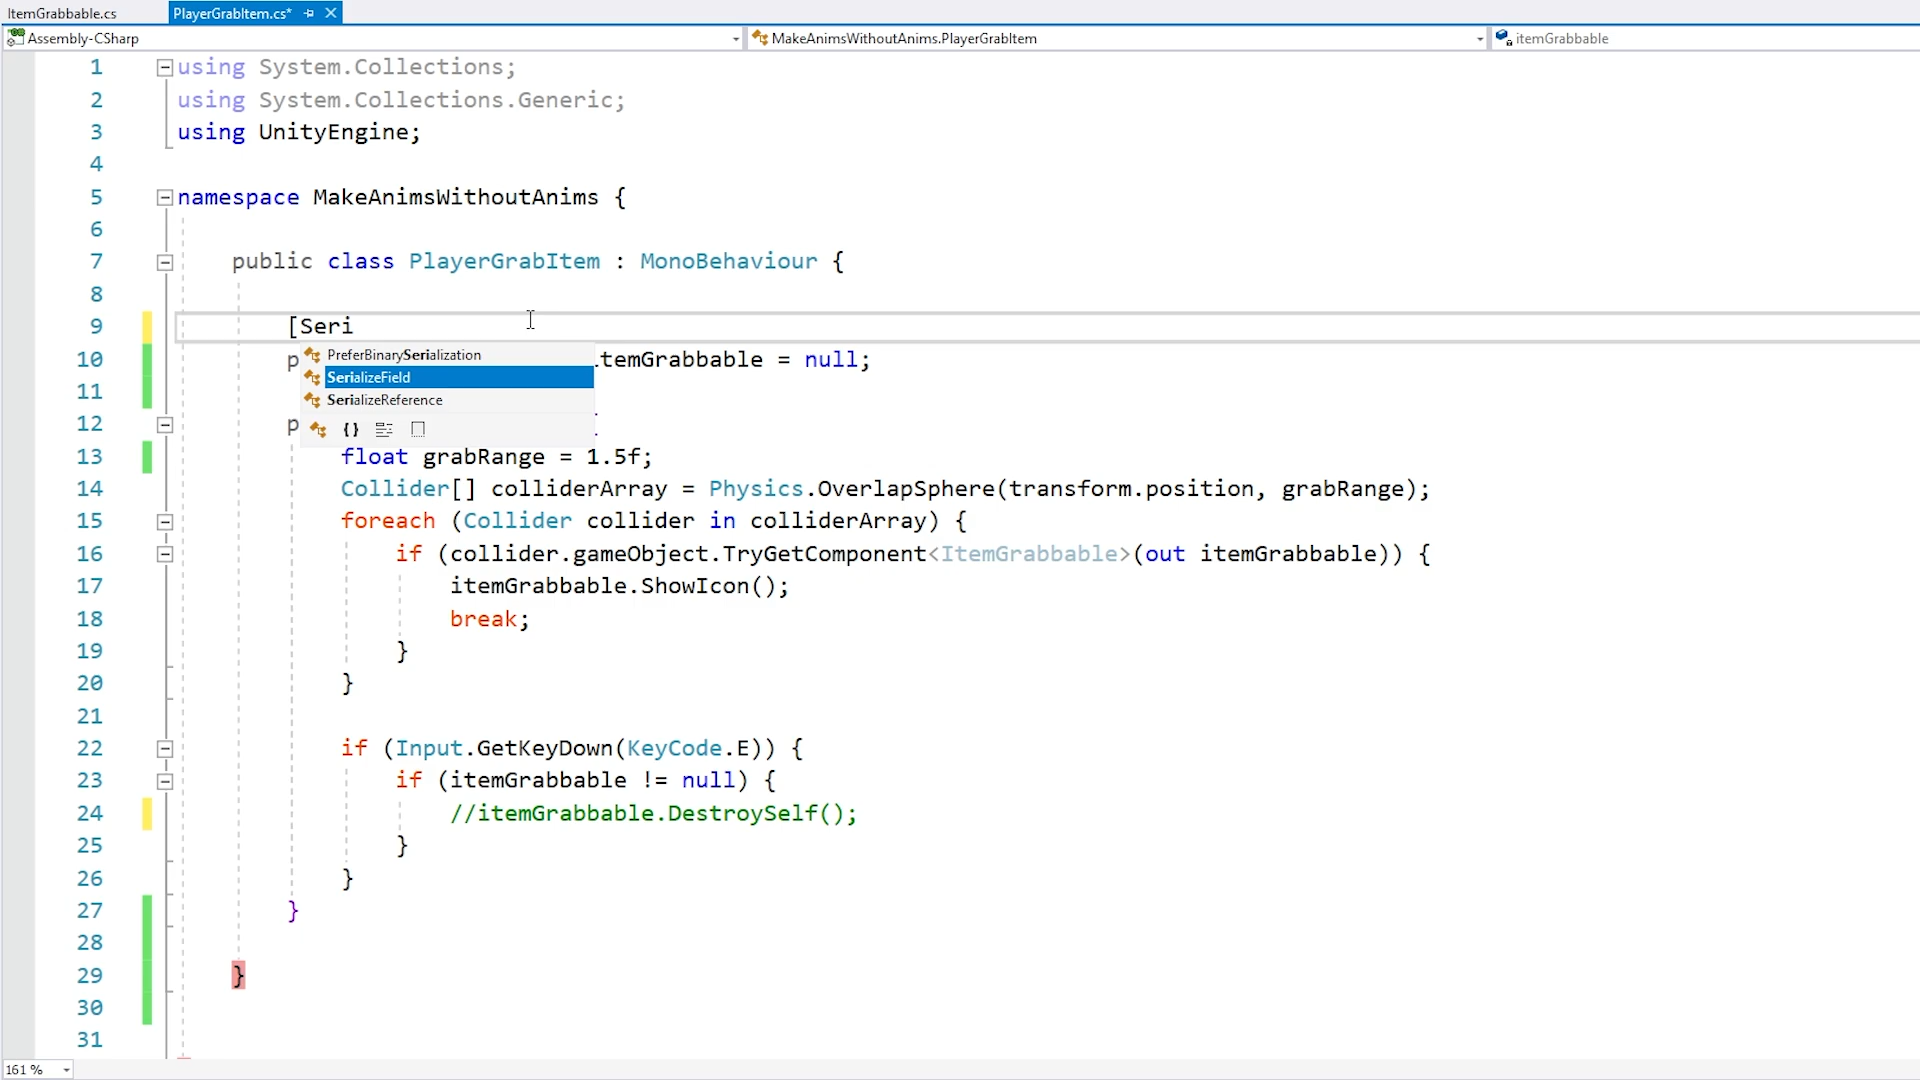 ItemGrabbable.cs PlayerGrabItem.cs*
Assembly-CSharp MakeAnimsWithoutAnims.PlayerGrabItem itemGrabbable
1 using System.Collections;
2 using System.Collections.Generic;
3 using UnityEngine;
4
5 namespace MakeAnimsWithoutAnims {
6
7 public class PlayerGrabItem : MonoBehaviour {
8
9 [Seri
PreferBinarySerialization
10 p temGrabbable = null;
SerializeField
11
SerializeReference
12 p
{}
13 float grabRange = 1.5f;
14 Collider[] colliderArray = Physics.OverlapSphere(transform.position, grabRange);
15 foreach (Collider collider in colliderArray) {
16 if (collider.gameObject.TryGetComponent<ItemGrabbable>(out itemGrabbable)) {
17 itemGrabbable.ShowIcon();
18 break;
19 }
20 }
21
22 if (Input.GetKeyDown(KeyCode.E)) {
23 if (itemGrabbable != null) {
24 //itemGrabbable.DestroySelf();
25 }
26 }
27 }
28
29 }
30
31
161 %